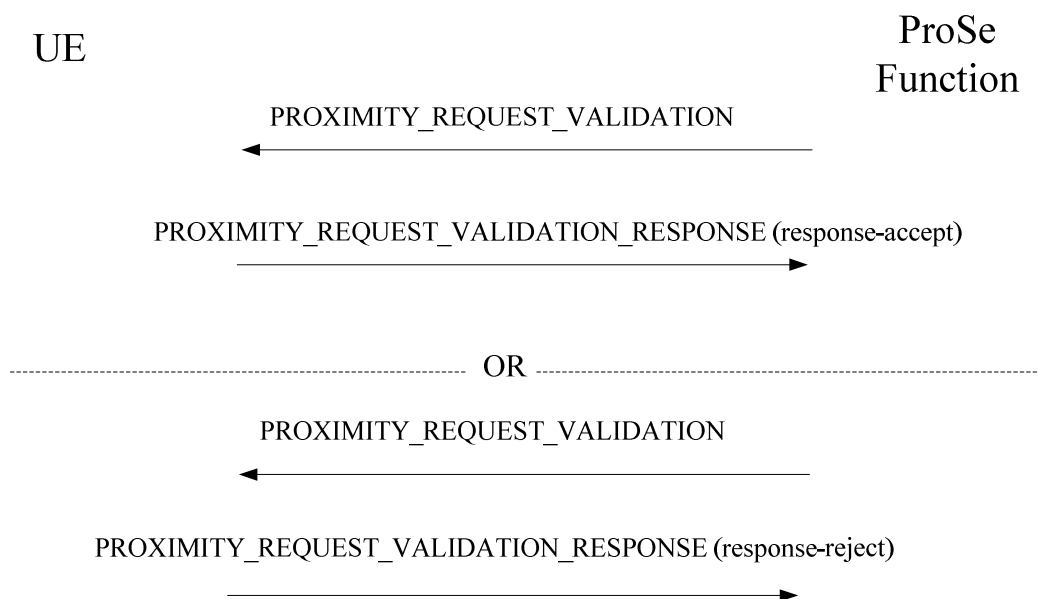 UE
ProSe
Function
PROXIMITY_REQUEST_VALIDATION
PROXIMITY_REQUEST_VALIDATION_RESPONSE (response-accept)
OR
PROXIMITY_REQUEST_VALIDATION
PROXIMITY_REQUEST_VALIDATION_RESPONSE (response-reject)